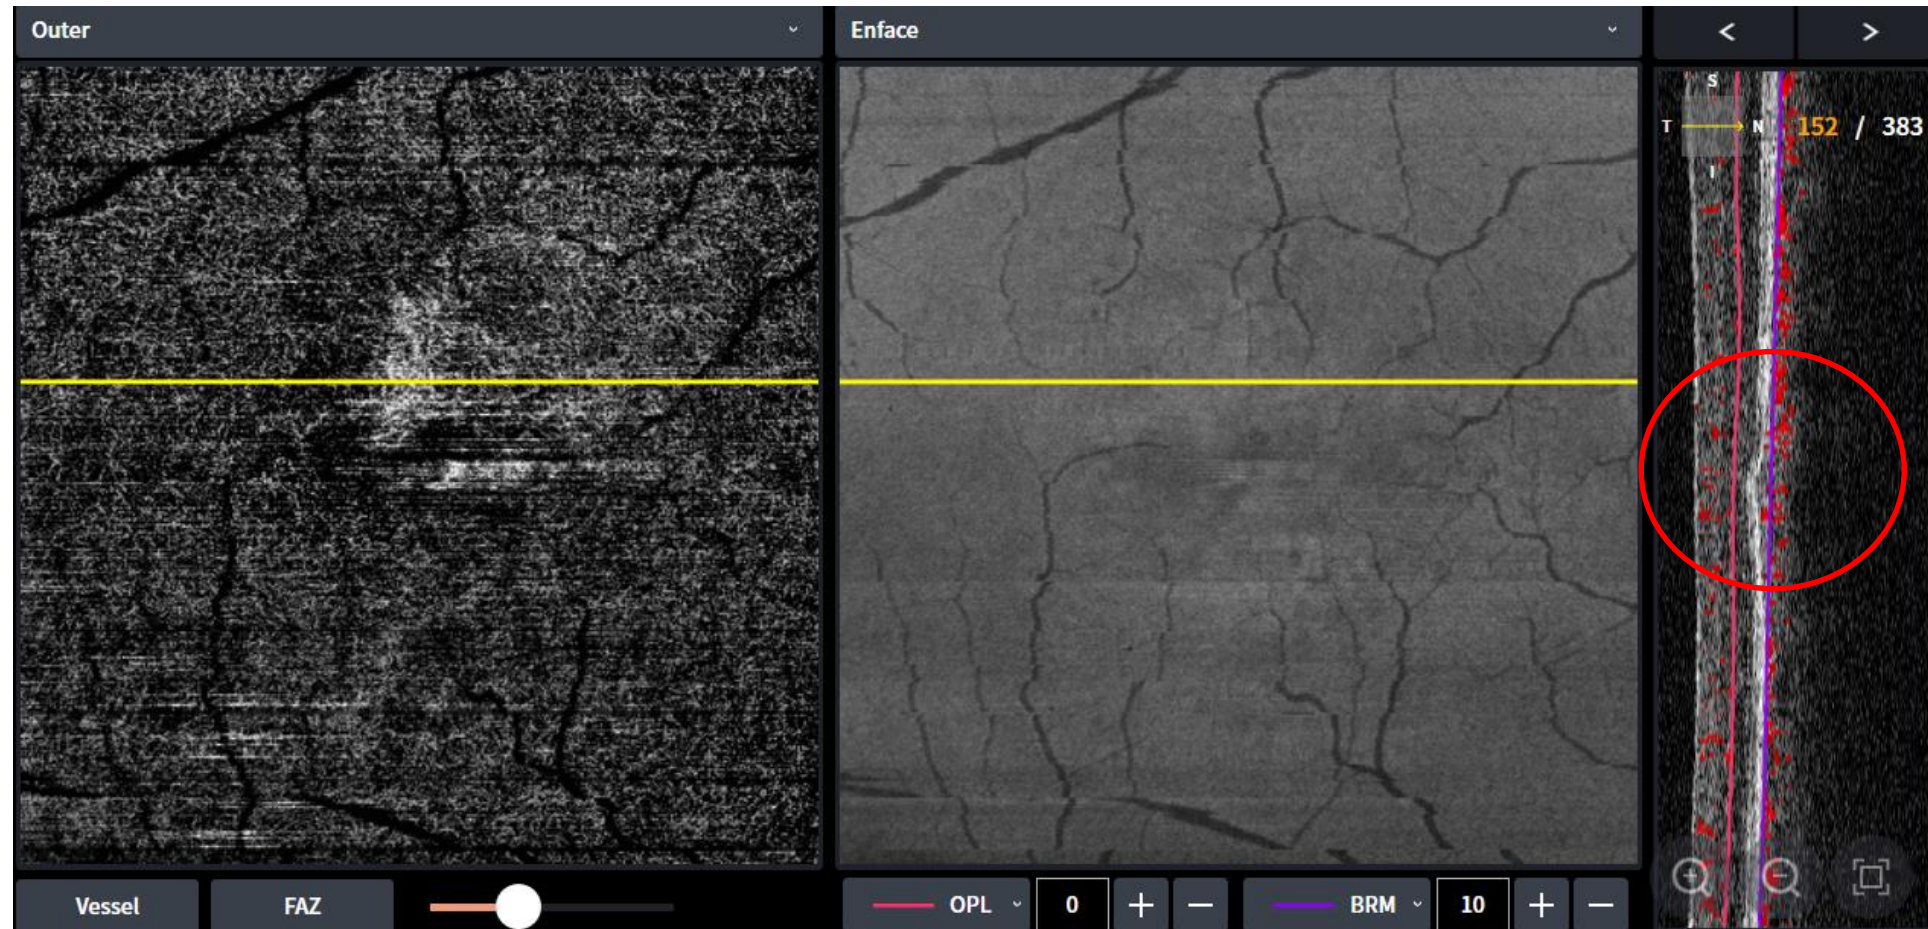 Outer
Enface
< >
S
T N 152 / 383
I
Vessel FAZ
OPL 0 + − BRM 10 + −